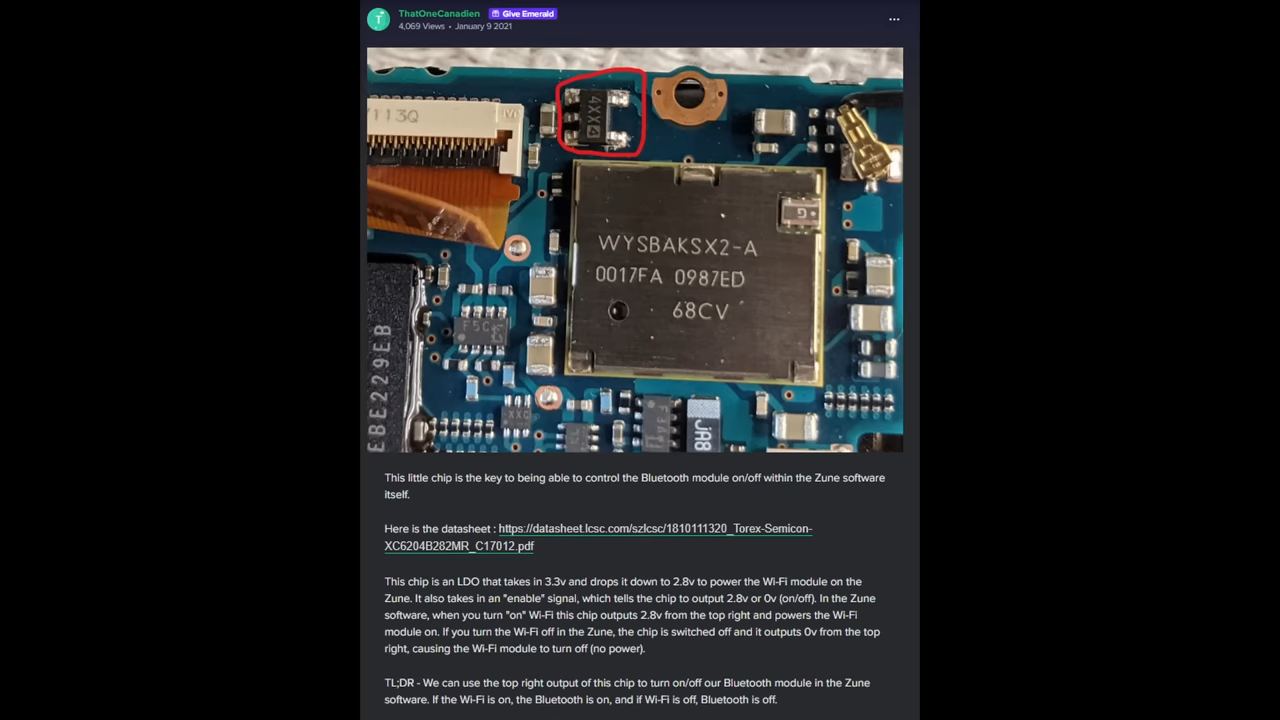 ThatOneCanadien Give Emerald
4,069 Views • January 9 2021
4XX4
113Q
WYSBAKSX2-A
0017FA 0987ED
68CV
G
F5C
EBE229EB
XXC
JA8
This little chip is the key to being able to control the Bluetooth module on/off within the Zune software
itself.
Here is the datasheet : https://datasheet.lcsc.com/szlcsc/1810111320_Torex-Semicon-
XC6204B282MR_C17012.pdf
This chip is an LDO that takes in 3.3v and drops it down to 2.8v to power the Wi-Fi module on the
Zune. It also takes in an "enable" signal, which tells the chip to output 2.8v or 0v (on/off). In the Zune
software, when you turn "on" Wi-Fi this chip outputs 2.8v from the top right and powers the Wi-Fi
module on. If you turn the Wi-Fi off in the Zune, the chip is switched off and it outputs 0v from the top
right, causing the Wi-Fi module to turn off (no power).
TL;DR - We can use the top right output of this chip to turn on/off our Bluetooth module in the Zune
software. If the Wi-Fi is on, the Bluetooth is on, and if Wi-Fi is off, Bluetooth is off.